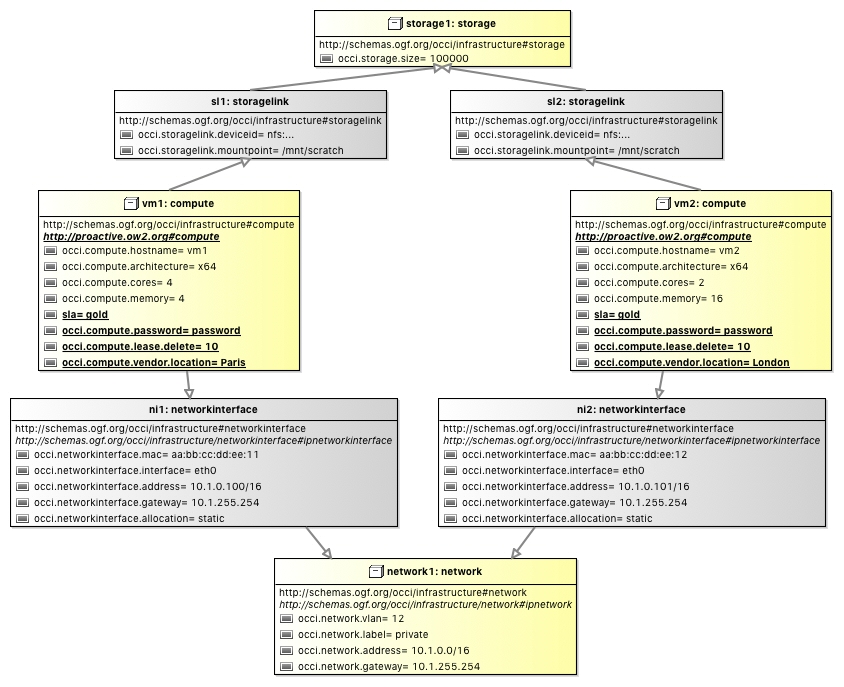 storage1: storage
http://schemas.ogf.org/occi/infrastructure#storage
occi.storage.size= 100000
sl1: storagelink
http://schemas.ogf.org/occi/infrastructure#storagelink
occi.storagelink.deviceid= nfs:...
occi.storagelink.mountpoint= /mnt/scratch
sl2: storagelink
http://schemas.ogf.org/occi/infrastructure#storagelink
occi.storagelink.deviceid= nfs:...
occi.storagelink.mountpoint= /mnt/scratch
vm1: compute
http://schemas.ogf.org/occi/infrastructure#compute
http://proactive.ow2.org#compute
occi.compute.hostname= vm1
occi.compute.architecture= x64
occi.compute.cores= 4
occi.compute.memory= 4
sla= gold
occi.compute.password= password
occi.compute.lease.delete= 10
occi.compute.vendor.location= Paris
vm2: compute
http://schemas.ogf.org/occi/infrastructure#compute
http://proactive.ow2.org#compute
occi.compute.hostname= vm2
occi.compute.architecture= x64
occi.compute.cores= 2
occi.compute.memory= 16
sla= gold
occi.compute.password= password
occi.compute.lease.delete= 10
occi.compute.vendor.location= London
ni1: networkinterface
http://schemas.ogf.org/occi/infrastructure#networkinterface
http://schemas.ogf.org/occi/infrastructure/networkinterface#ipnetworkinterface
occi.networkinterface.mac= aa:bb:cc:dd:ee:11
occi.networkinterface.interface= eth0
occi.networkinterface.address= 10.1.0.100/16
occi.networkinterface.gateway= 10.1.255.254
occi.networkinterface.allocation= static
ni2: networkinterface
http://schemas.ogf.org/occi/infrastructure#networkinterface
http://schemas.ogf.org/occi/infrastructure/networkinterface#ipnetworkinterface
occi.networkinterface.mac= aa:bb:cc:dd:ee:12
occi.networkinterface.interface= eth0
occi.networkinterface.address= 10.1.0.101/16
occi.networkinterface.gateway= 10.1.255.254
occi.networkinterface.allocation= static
network1: network
http://schemas.ogf.org/occi/infrastructure#network
http://schemas.ogf.org/occi/infrastructure/network#ipnetwork
occi.network.vlan= 12
occi.network.label= private
occi.network.address= 10.1.0.0/16
occi.network.gateway= 10.1.255.254